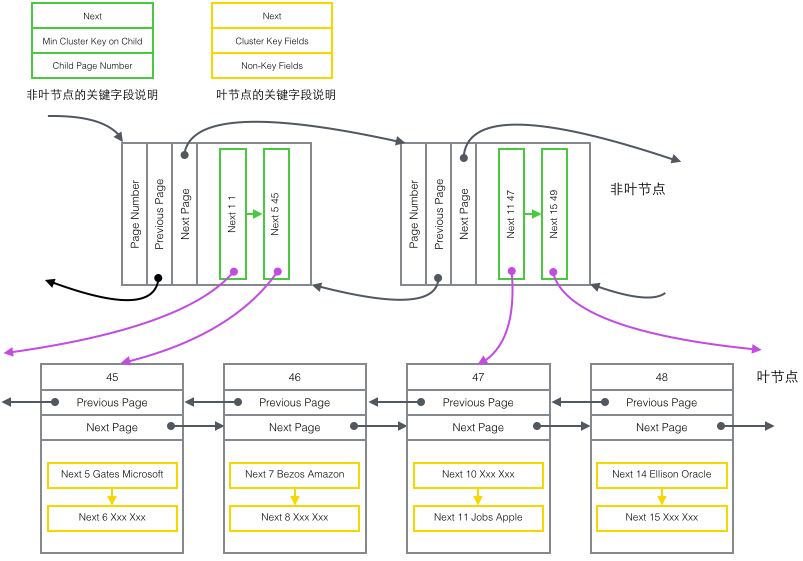 Next
Min Cluster Key on Child
Child Page Number
非叶节点的关键字段说明
Next
Cluster Key Fields
Non-Key Fields
叶节点的关键字段说明
Page Number
Previous Page
Next Page
Next 1 1
Next 5 45
Page Number
Previous Page
Next Page
Next 11 47
Next 15 49
非叶节点
叶节点
45
Previous Page
Next Page
Next 5 Gates Microsoft
Next 6 Xxx Xxx
46
Previous Page
Next Page
Next 7 Bezos Amazon
Next 8 Xxx Xxx
47
Previous Page
Next Page
Next 10 Xxx Xxx
Next 11 Jobs Apple
48
Previous Page
Next Page
Next 14 Ellison Oracle
Next 15 Xxx Xxx